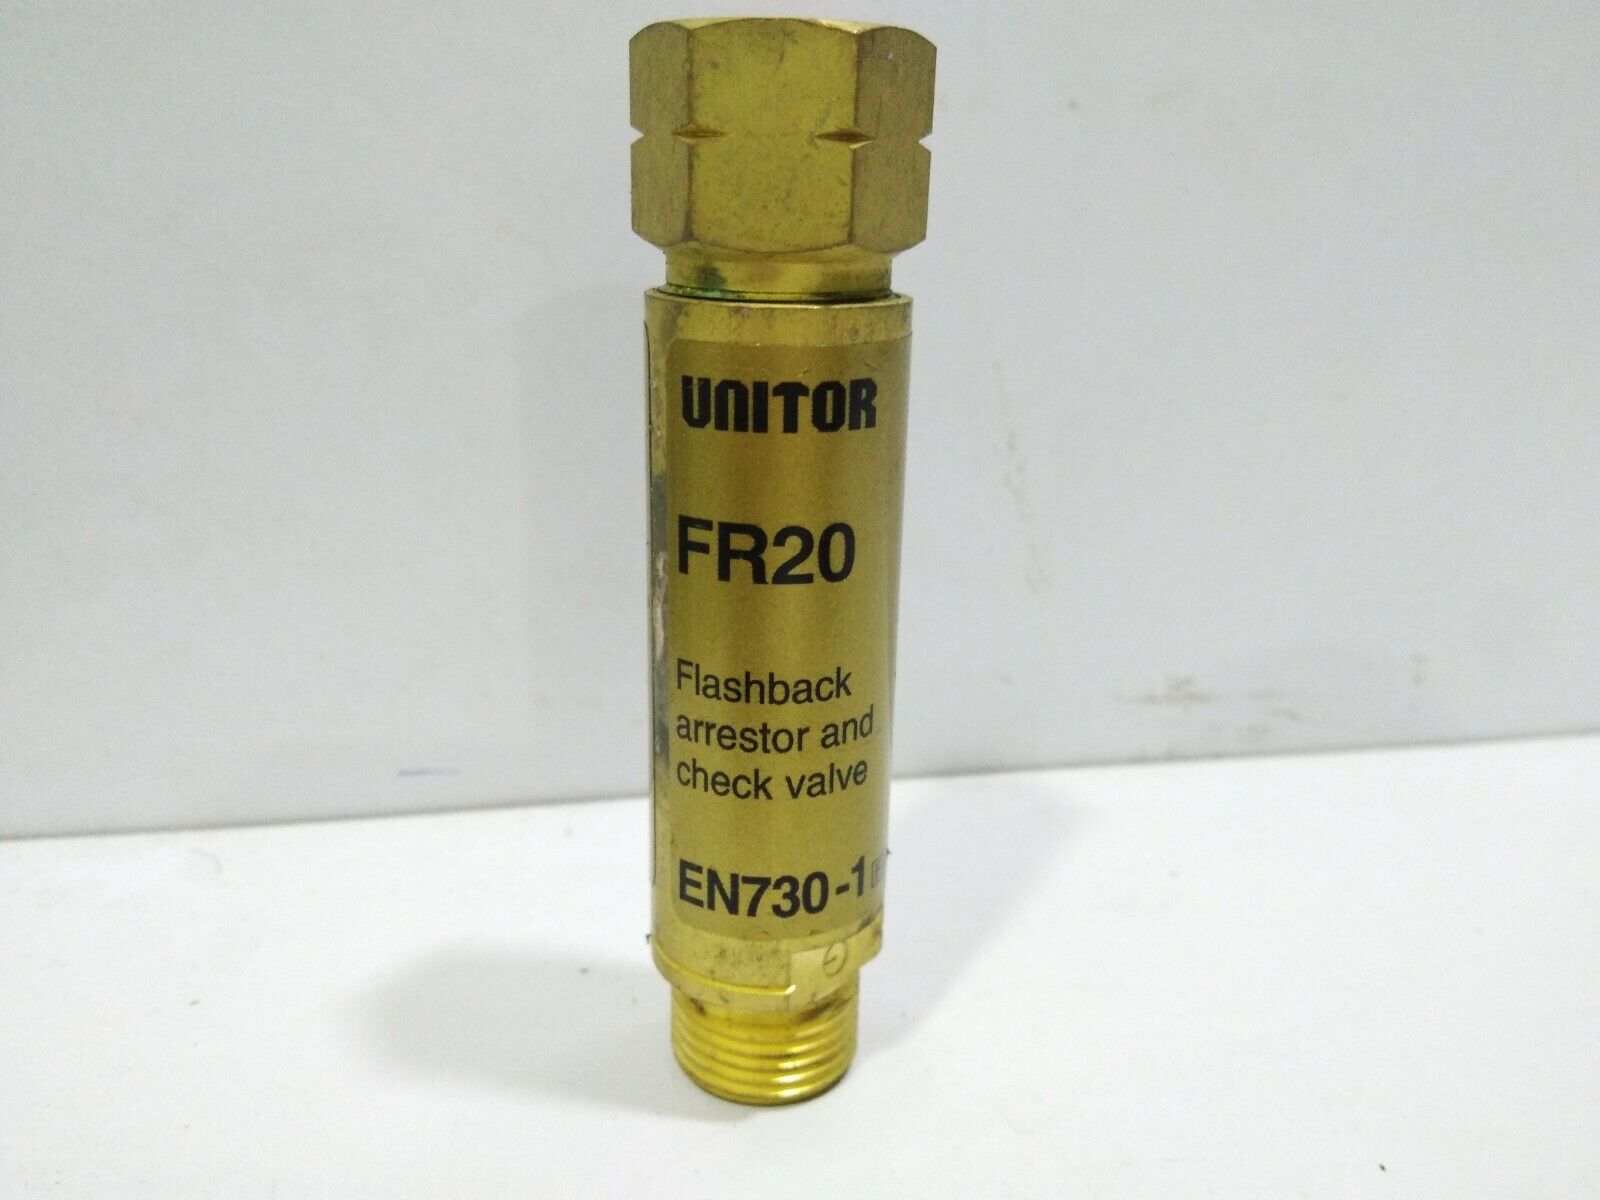 UNITOR
FR20
Flashback
arrestor and
check valve
EN730-1
G